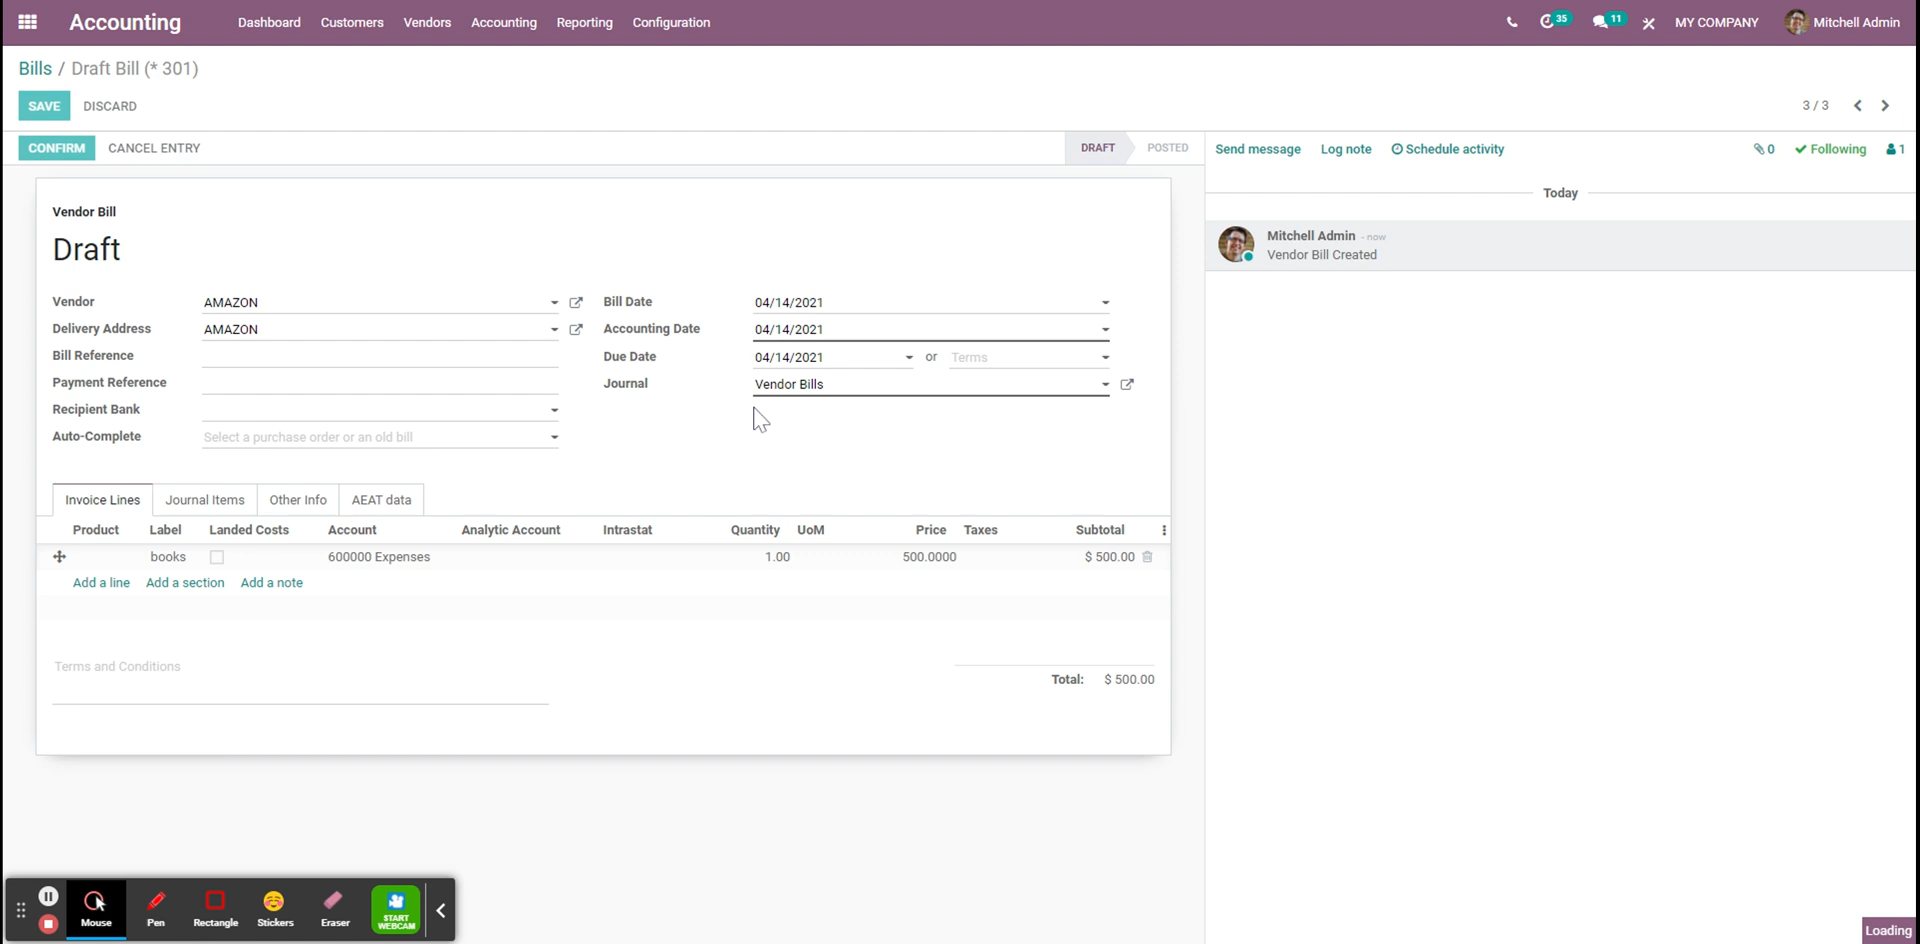 Accounting Dashboard Customers Vendors Accounting Reporting Configuration 35 11 MY COMPANY Mitchell Admin
Bills / Draft Bill (* 301)
SAVE DISCARD 3 / 3
CONFIRM CANCEL ENTRY DRAFT POSTED Send message Log note Schedule activity 0 Following 1
Today
Mitchell Admin - now
Vendor Bill Created
Vendor Bill
Draft
Vendor AMAZON Bill Date 04/14/2021
Delivery Address AMAZON Accounting Date 04/14/2021
Bill Reference Due Date 04/14/2021 or Terms
Payment Reference Journal Vendor Bills
Recipient Bank
Auto-Complete Select a purchase order or an old bill
Invoice Lines Journal Items Other Info AEAT data
Product Label Landed Costs Account Analytic Account Intrastat Quantity UoM Price Taxes Subtotal
books 600000 Expenses 1.00 500.0000 $ 500.00
Add a line Add a section Add a note
Terms and Conditions
Total: $ 500.00
Mouse Pen Rectangle Stickers Eraser START WEBCAM
Loading